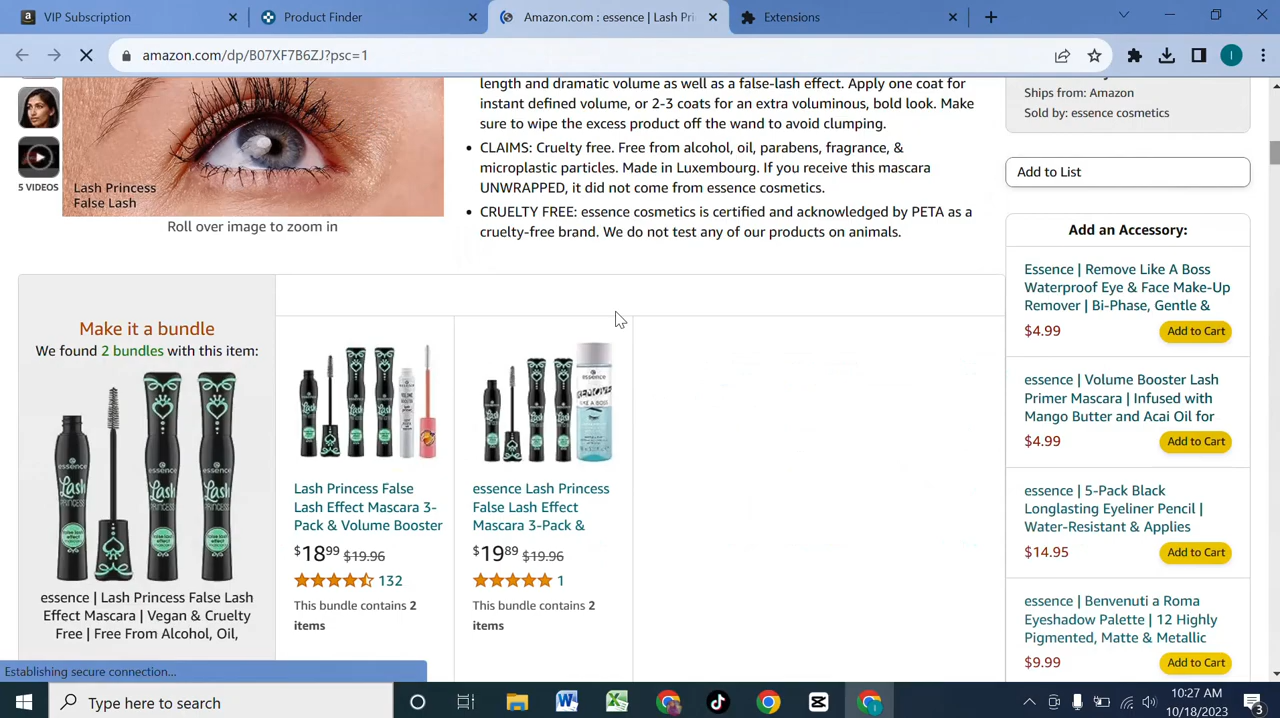 VIP Subscription
Product Finder
Amazon.com : essence | Lash Pri
Extensions
amazon.com/dp/B07XF7B6ZJ?psc=1
length and dramatic volume as well as a false-lash effect. Apply one coat for
instant defined volume, or 2-3 coats for an extra voluminous, bold look. Make
sure to wipe the excess product off the wand to avoid clumping.
CLAIMS: Cruelty free. Free from alcohol, oil, parabens, fragrance, &
microplastic particles. Made in Luxembourg. If you receive this mascara
UNWRAPPED, it did not come from essence cosmetics.
CRUELTY FREE: essence cosmetics is certified and acknowledged by PETA as a
cruelty-free brand. We do not test any of our products on animals.
5 VIDEOS
Lash Princess
False Lash
Roll over image to zoom in
Ships from: Amazon
Sold by: essence cosmetics
Add to List
Add an Accessory:
Essence | Remove Like A Boss
Waterproof Eye & Face Make-Up
Remover | Bi-Phase, Gentle &
$4.99
Add to Cart
essence | Volume Booster Lash
Primer Mascara | Infused with
Mango Butter and Acai Oil for
$4.99
Add to Cart
essence | 5-Pack Black
Longlasting Eyeliner Pencil |
Water-Resistant & Applies
$14.95
Add to Cart
essence | Benvenuti a Roma
Eyeshadow Palette | 12 Highly
Pigmented, Matte & Metallic
$9.99
Add to Cart
Make it a bundle
We found 2 bundles with this item:
essence | Lash Princess False Lash
Effect Mascara | Vegan & Cruelty
Free | Free From Alcohol, Oil,
Lash Princess False
Lash Effect Mascara 3-
Pack & Volume Booster
$18.99 $19.96
132
This bundle contains 2
items
essence Lash Princess
False Lash Effect
Mascara 3-Pack &
$19.89 $19.96
1
This bundle contains 2
items
Establishing secure connection...
Type here to search
10:27 AM
10/18/2023
3